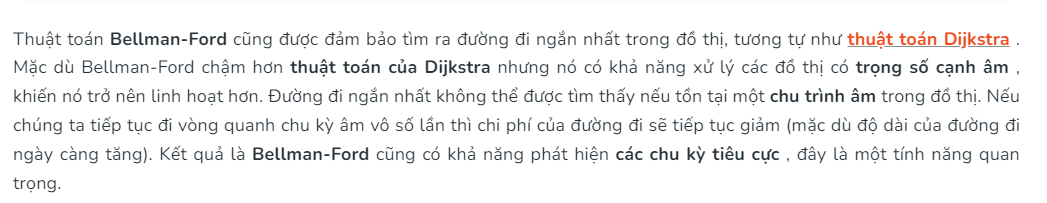 Thuật toán Bellman-Ford cũng được đảm bảo tìm ra đường đi ngắn nhất trong đồ thị, tương tự như thuật toán Dijkstra .
Mặc dù Bellman-Ford chậm hơn thuật toán của Dijkstra nhưng nó có khả năng xử lý các đồ thị có trọng số cạnh âm ,
khiến nó trở nên linh hoạt hơn. Đường đi ngắn nhất không thể được tìm thấy nếu tồn tại một chu trình âm trong đồ thị. Nếu
chúng ta tiếp tục đi vòng quanh chu kỳ âm vô số lần thì chi phí của đường đi sẽ tiếp tục giảm (mặc dù độ dài của đường đi
ngày càng tăng). Kết quả là Bellman-Ford cũng có khả năng phát hiện các chu kỳ tiêu cực , đây là một tính năng quan
trọng.